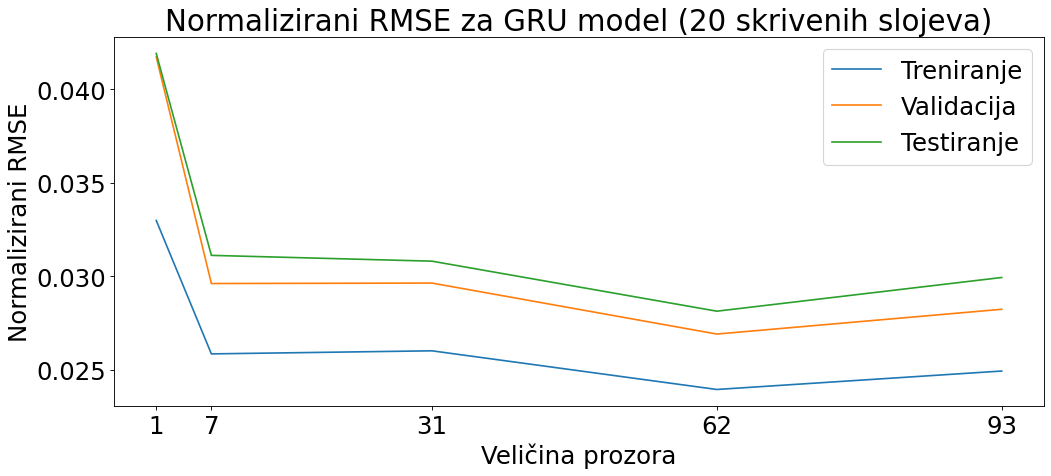 Normalizirani RMSE za GRU model (20 skrivenih slojeva)
Normalizirani RMSE
0.040
0.035
0.030
0.025
Treniranje
Validacija
Testiranje
1 7 31 62 93
Veličina prozora